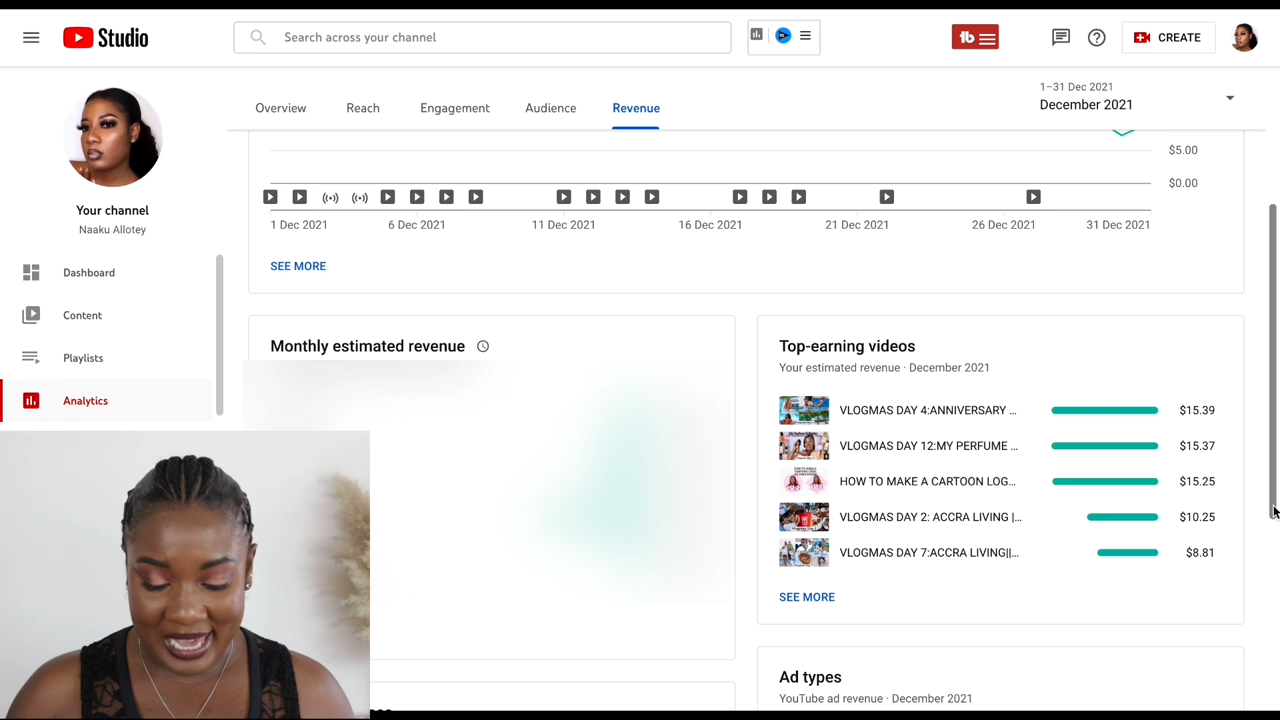 Studio
Search across your channel
tb
CREATE
Your channel
Naaku Allotey
Dashboard
Content
Playlists
Analytics
Overview
Reach
Engagement
Audience
Revenue
1–31 Dec 2021
December 2021
$5.00
$0.00
1 Dec 2021
6 Dec 2021
11 Dec 2021
16 Dec 2021
21 Dec 2021
26 Dec 2021
31 Dec 2021
SEE MORE
Monthly estimated revenue
Top-earning videos
Your estimated revenue · December 2021
VLOGMAS DAY 4:ANNIVERSARY ... $15.39
VLOGMAS DAY 12:MY PERFUME ... $15.37
HOW TO MAKE A CARTOON LOG... $15.25
VLOGMAS DAY 2: ACCRA LIVING |... $10.25
VLOGMAS DAY 7:ACCRA LIVING||... $8.81
SEE MORE
Ad types
YouTube ad revenue · December 2021